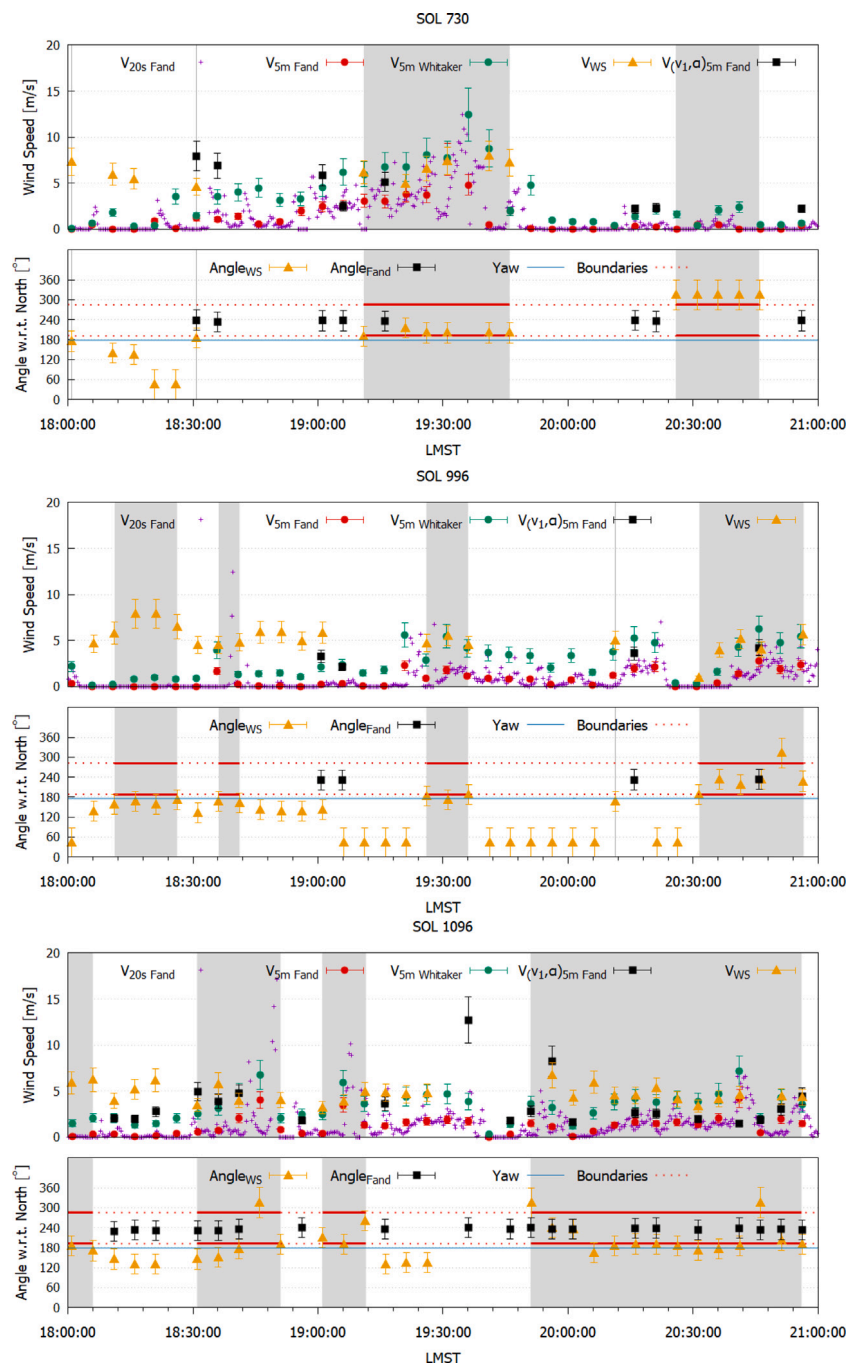 SOL 730
20
15
10
5
0
Wind Speed [m/s]
V20s Fand V5m Fand V5m Whitaker VWS V(v1,a)5m Fand
360
300
240
180
120
60
0
Angle w.r.t. North [°]
AngleWS AngleFand Yaw Boundaries
18:00:00 18:30:00 19:00:00 19:30:00 20:00:00 20:30:00 21:00:00
LMST
SOL 996
20
15
10
5
0
Wind Speed [m/s]
V20s Fand V5m Fand V5m Whitaker V(v1,a)5m Fand VWS
360
300
240
180
120
60
0
Angle w.r.t. North [°]
AngleWS AngleFand Yaw Boundaries
18:00:00 18:30:00 19:00:00 19:30:00 20:00:00 20:30:00 21:00:00
LMST
SOL 1096
20
15
10
5
0
Wind Speed [m/s]
V20s Fand V5m Fand V5m Whitaker V(v1,a)5m Fand VWS
360
300
240
180
120
60
0
Angle w.r.t. North [°]
AngleWS AngleFand Yaw Boundaries
18:00:00 18:30:00 19:00:00 19:30:00 20:00:00 20:30:00 21:00:00
LMST